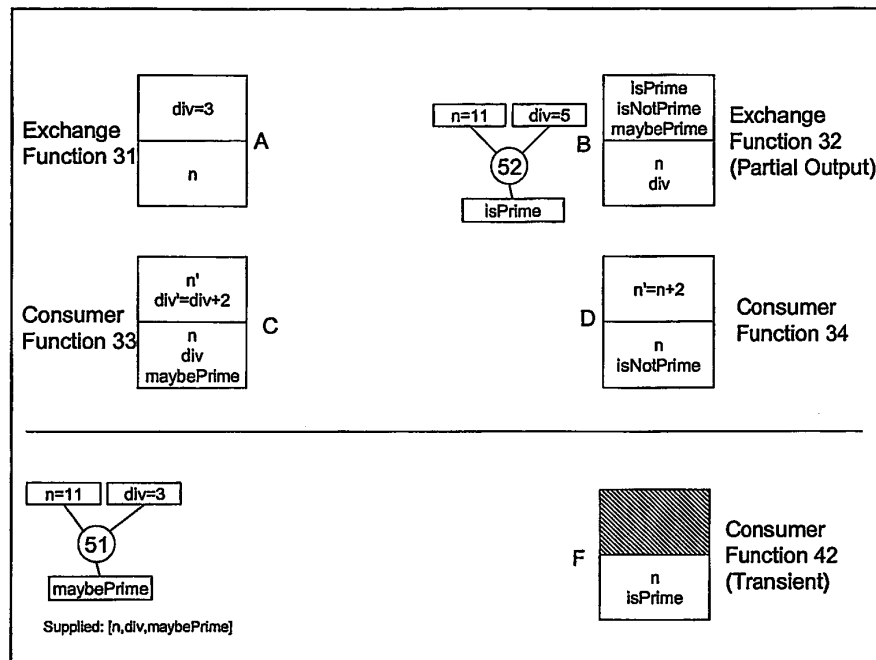 div=3
n
Exchange
Function 31
A
n=11
div=5
52
isPrime
B
isPrime
isNotPrime
maybePrime
n
div
Exchange
Function 32
(Partial Output)
n'
div'=div+2
n
div
maybePrime
Consumer
Function 33
C
D
n'=n+2
n
isNotPrime
Consumer
Function 34
n=11
div=3
51
maybePrime
Supplied: [n,div,maybePrime]
F
n
isPrime
Consumer
Function 42
(Transient)